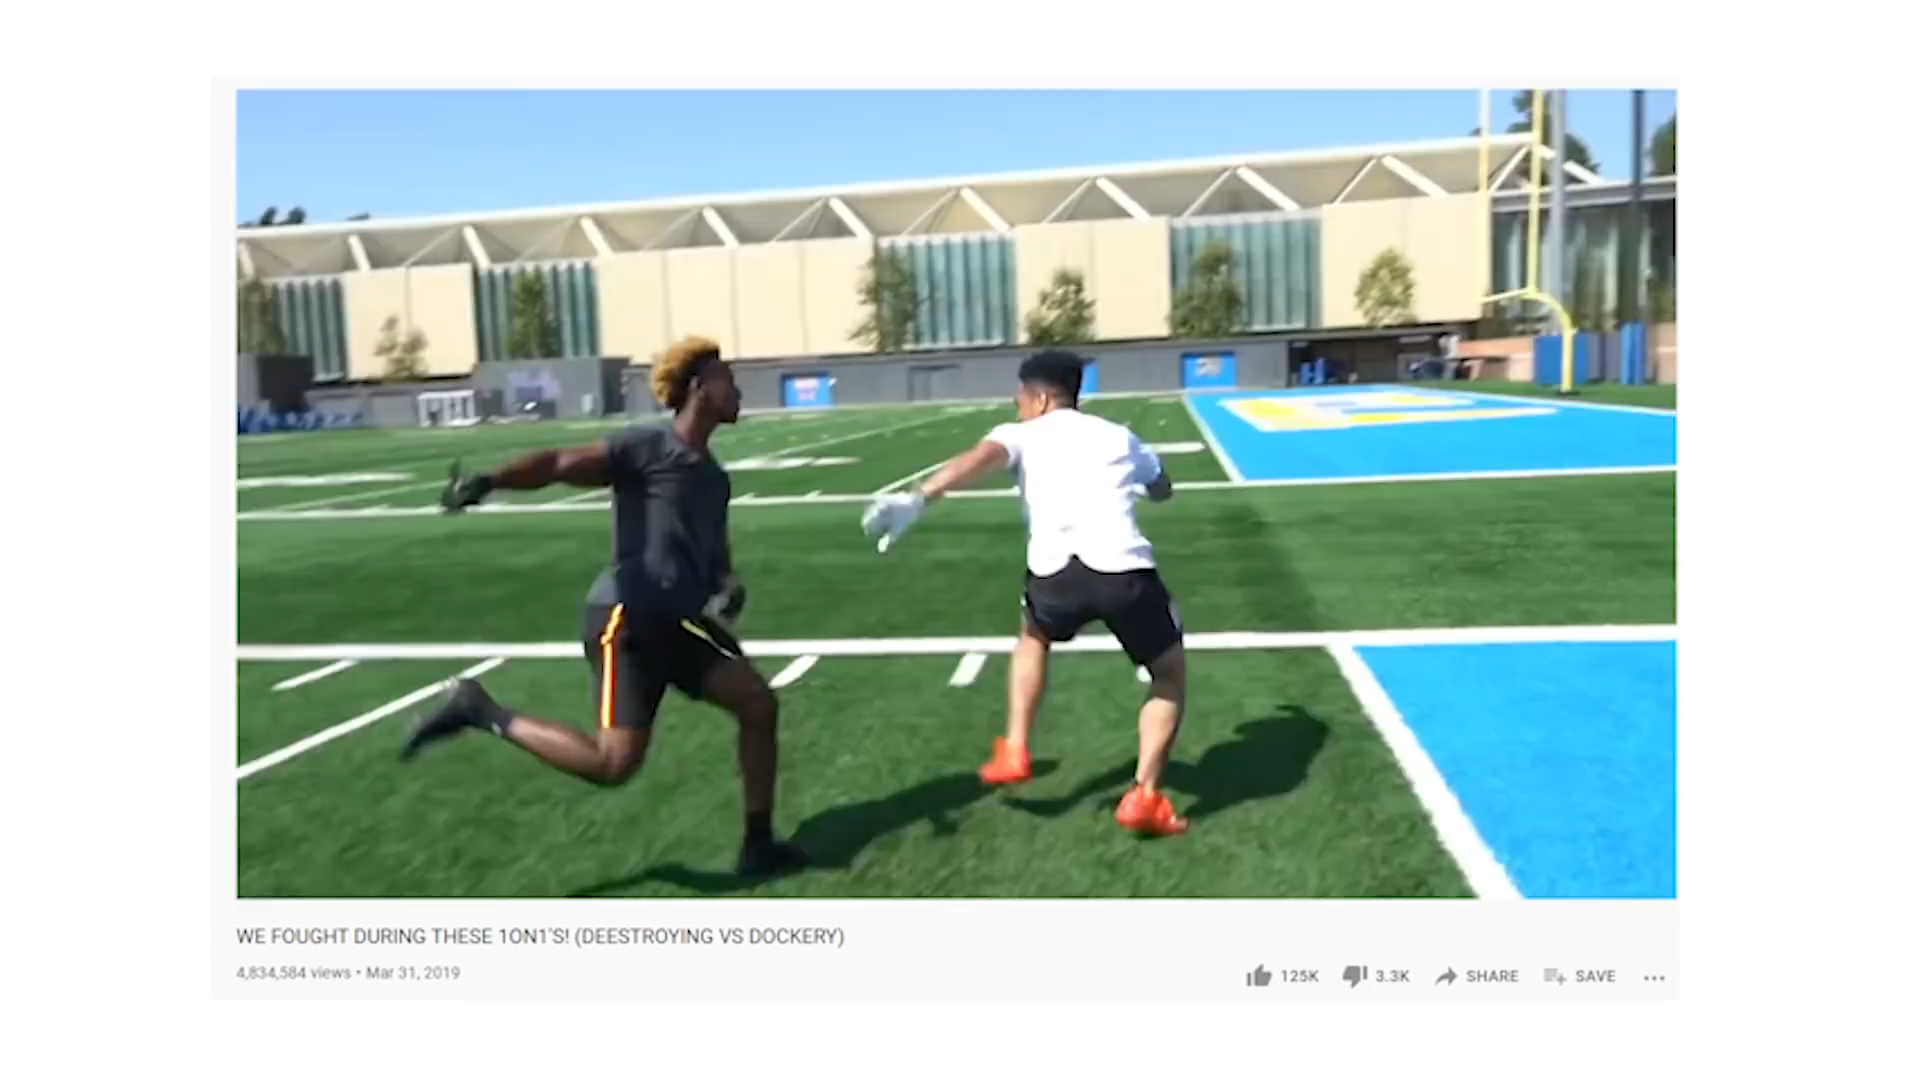 WE FOUGHT DURING THESE 1ON1'S! (DEESTROYING VS DOCKERY)
4,834,584 views • Mar 31, 2019
125K 3.3K SHARE SAVE